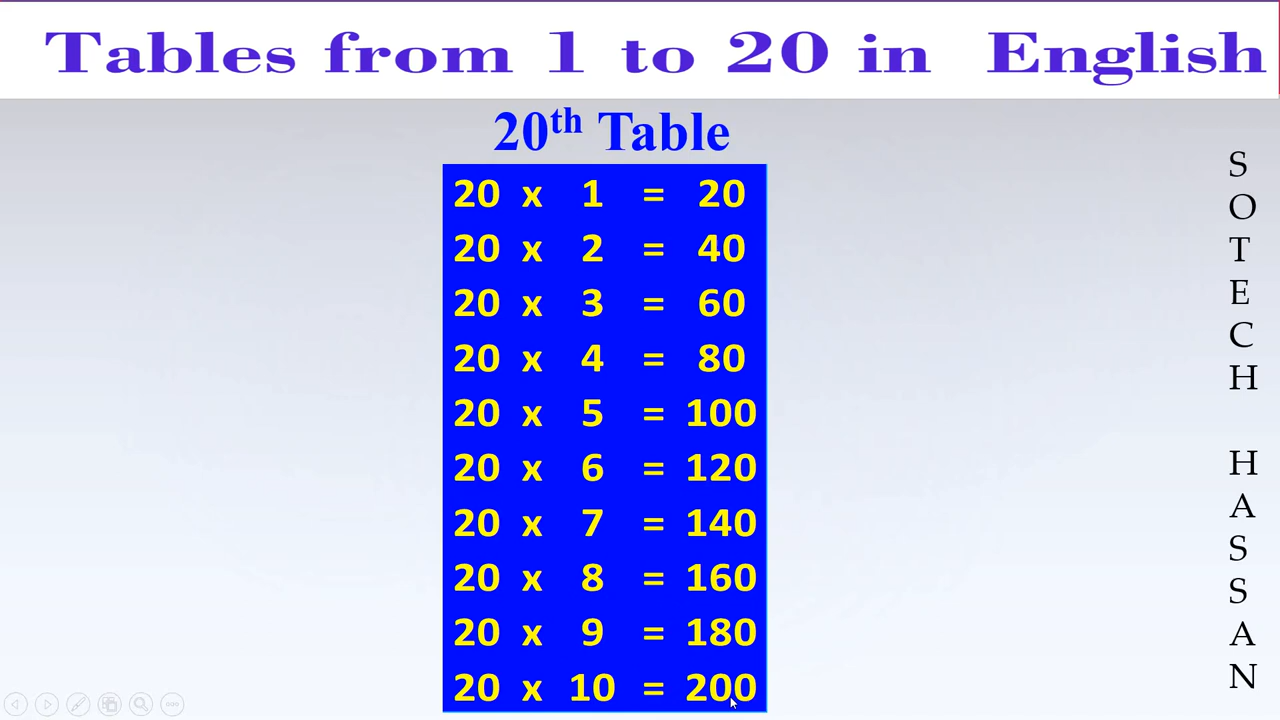 Tables from 1 to 20 in English
20th Table
20 x 1 = 20
20 x 2 = 40
20 x 3 = 60
20 x 4 = 80
20 x 5 = 100
20 x 6 = 120
20 x 7 = 140
20 x 8 = 160
20 x 9 = 180
20 x 10 = 200
SOTECH HASSAN